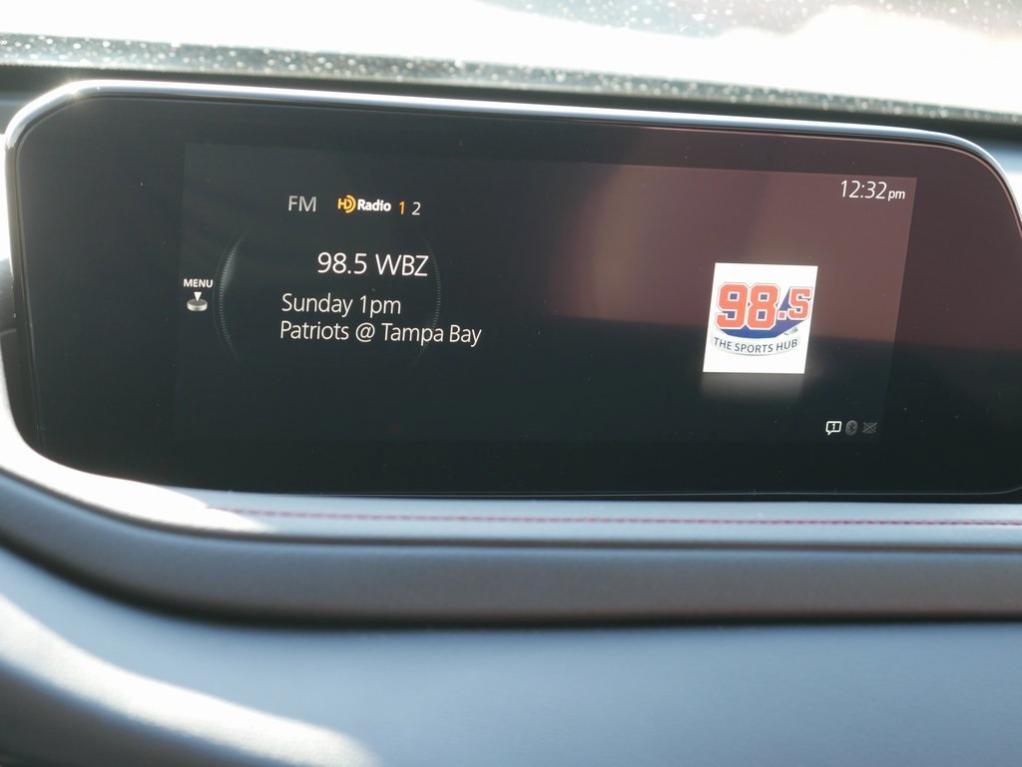 12:32pm
FM HD Radio 1 2
98.5 WBZ
MENU
Sunday 1pm
Patriots @ Tampa Bay
98.5
THE SPORTS HUB